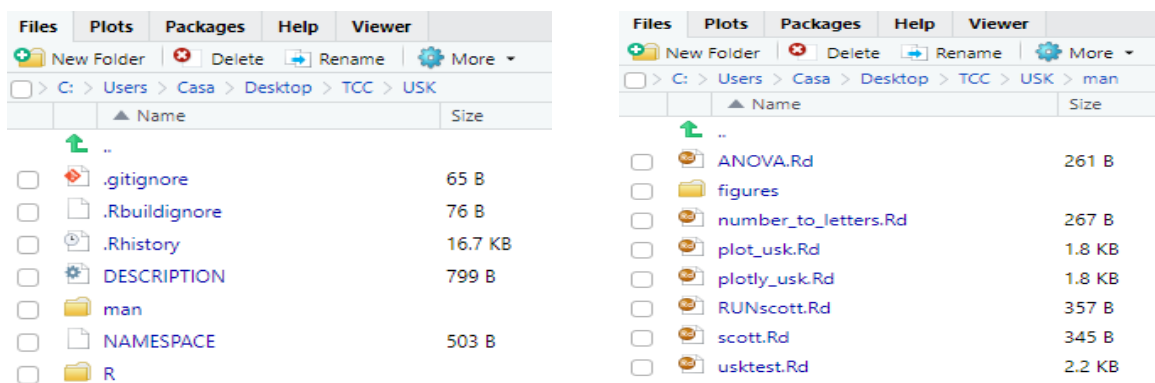 Files Plots Packages Help Viewer
New Folder Delete Rename More
C: > Users > Casa > Desktop > TCC > USK
Name Size
..
.gitignore 65 B
.Rbuildignore 76 B
.Rhistory 16.7 KB
DESCRIPTION 799 B
man
NAMESPACE 503 B
R
Files Plots Packages Help Viewer
New Folder Delete Rename More
C: > Users > Casa > Desktop > TCC > USK > man
Name Size
..
ANOVA.Rd 261 B
figures
number_to_letters.Rd 267 B
plot_usk.Rd 1.8 KB
plotly_usk.Rd 1.8 KB
RUNscott.Rd 357 B
scott.Rd 345 B
usktest.Rd 2.2 KB